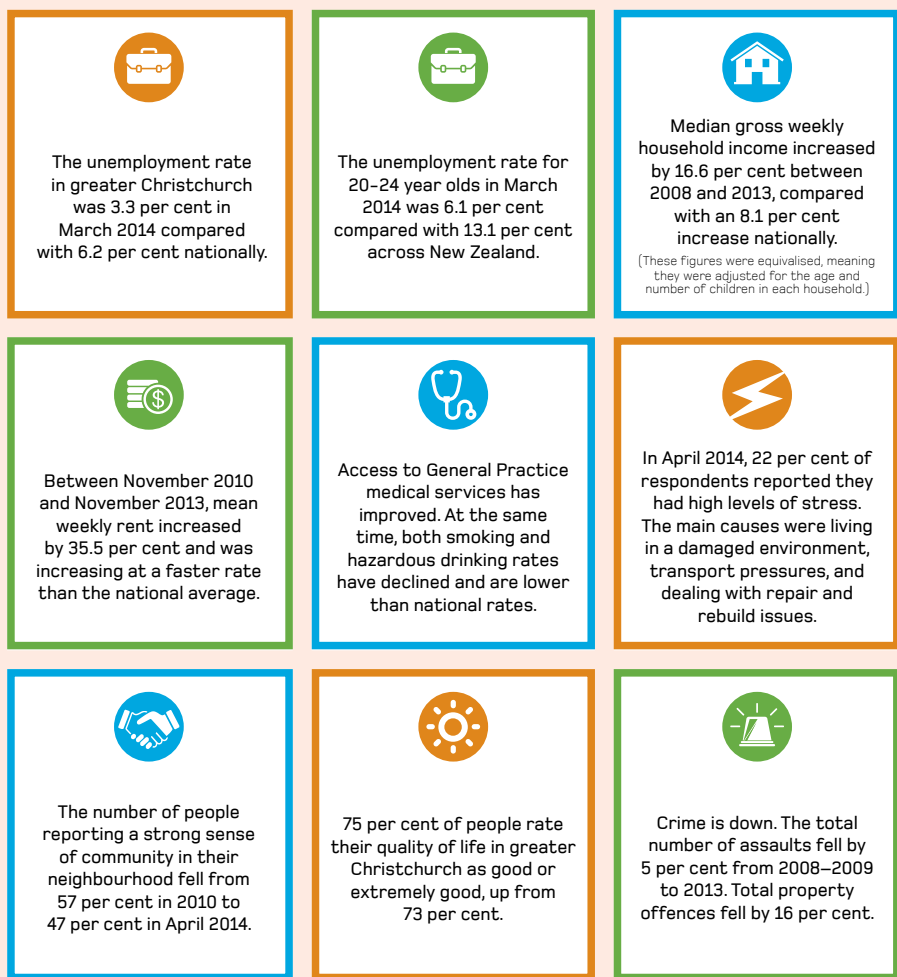 The unemployment rate
in greater Christchurch
was 3.3 per cent in
March 2014 compared
with 6.2 per cent nationally.
The unemployment rate for
20-24 year olds in March
2014 was 6.1 per cent
compared with 13.1 per cent
across New Zealand.
Median gross weekly
household income increased
by 16.6 per cent between
2008 and 2013, compared
with an 8.1 per cent
increase nationally.
(These figures were equivalised, meaning
they were adjusted for the age and
number of children in each household.)
$
Between November 2010
and November 2013, mean
weekly rent increased
by 35.5 per cent and was
increasing at a faster rate
than the national average.
Access to General Practice
medical services has
improved. At the same
time, both smoking and
hazardous drinking rates
have declined and are lower
than national rates.
In April 2014, 22 per cent of
respondents reported they
had high levels of stress.
The main causes were living
in a damaged environment,
transport pressures, and
dealing with repair and
rebuild issues.
The number of people
reporting a strong sense
of community in their
neighbourhood fell from
57 per cent in 2010 to
47 per cent in April 2014.
75 per cent of people rate
their quality of life in greater
Christchurch as good or
extremely good, up from
73 per cent.
Crime is down. The total
number of assaults fell by
5 per cent from 2008–2009
to 2013. Total property
offences fell by 16 per cent.